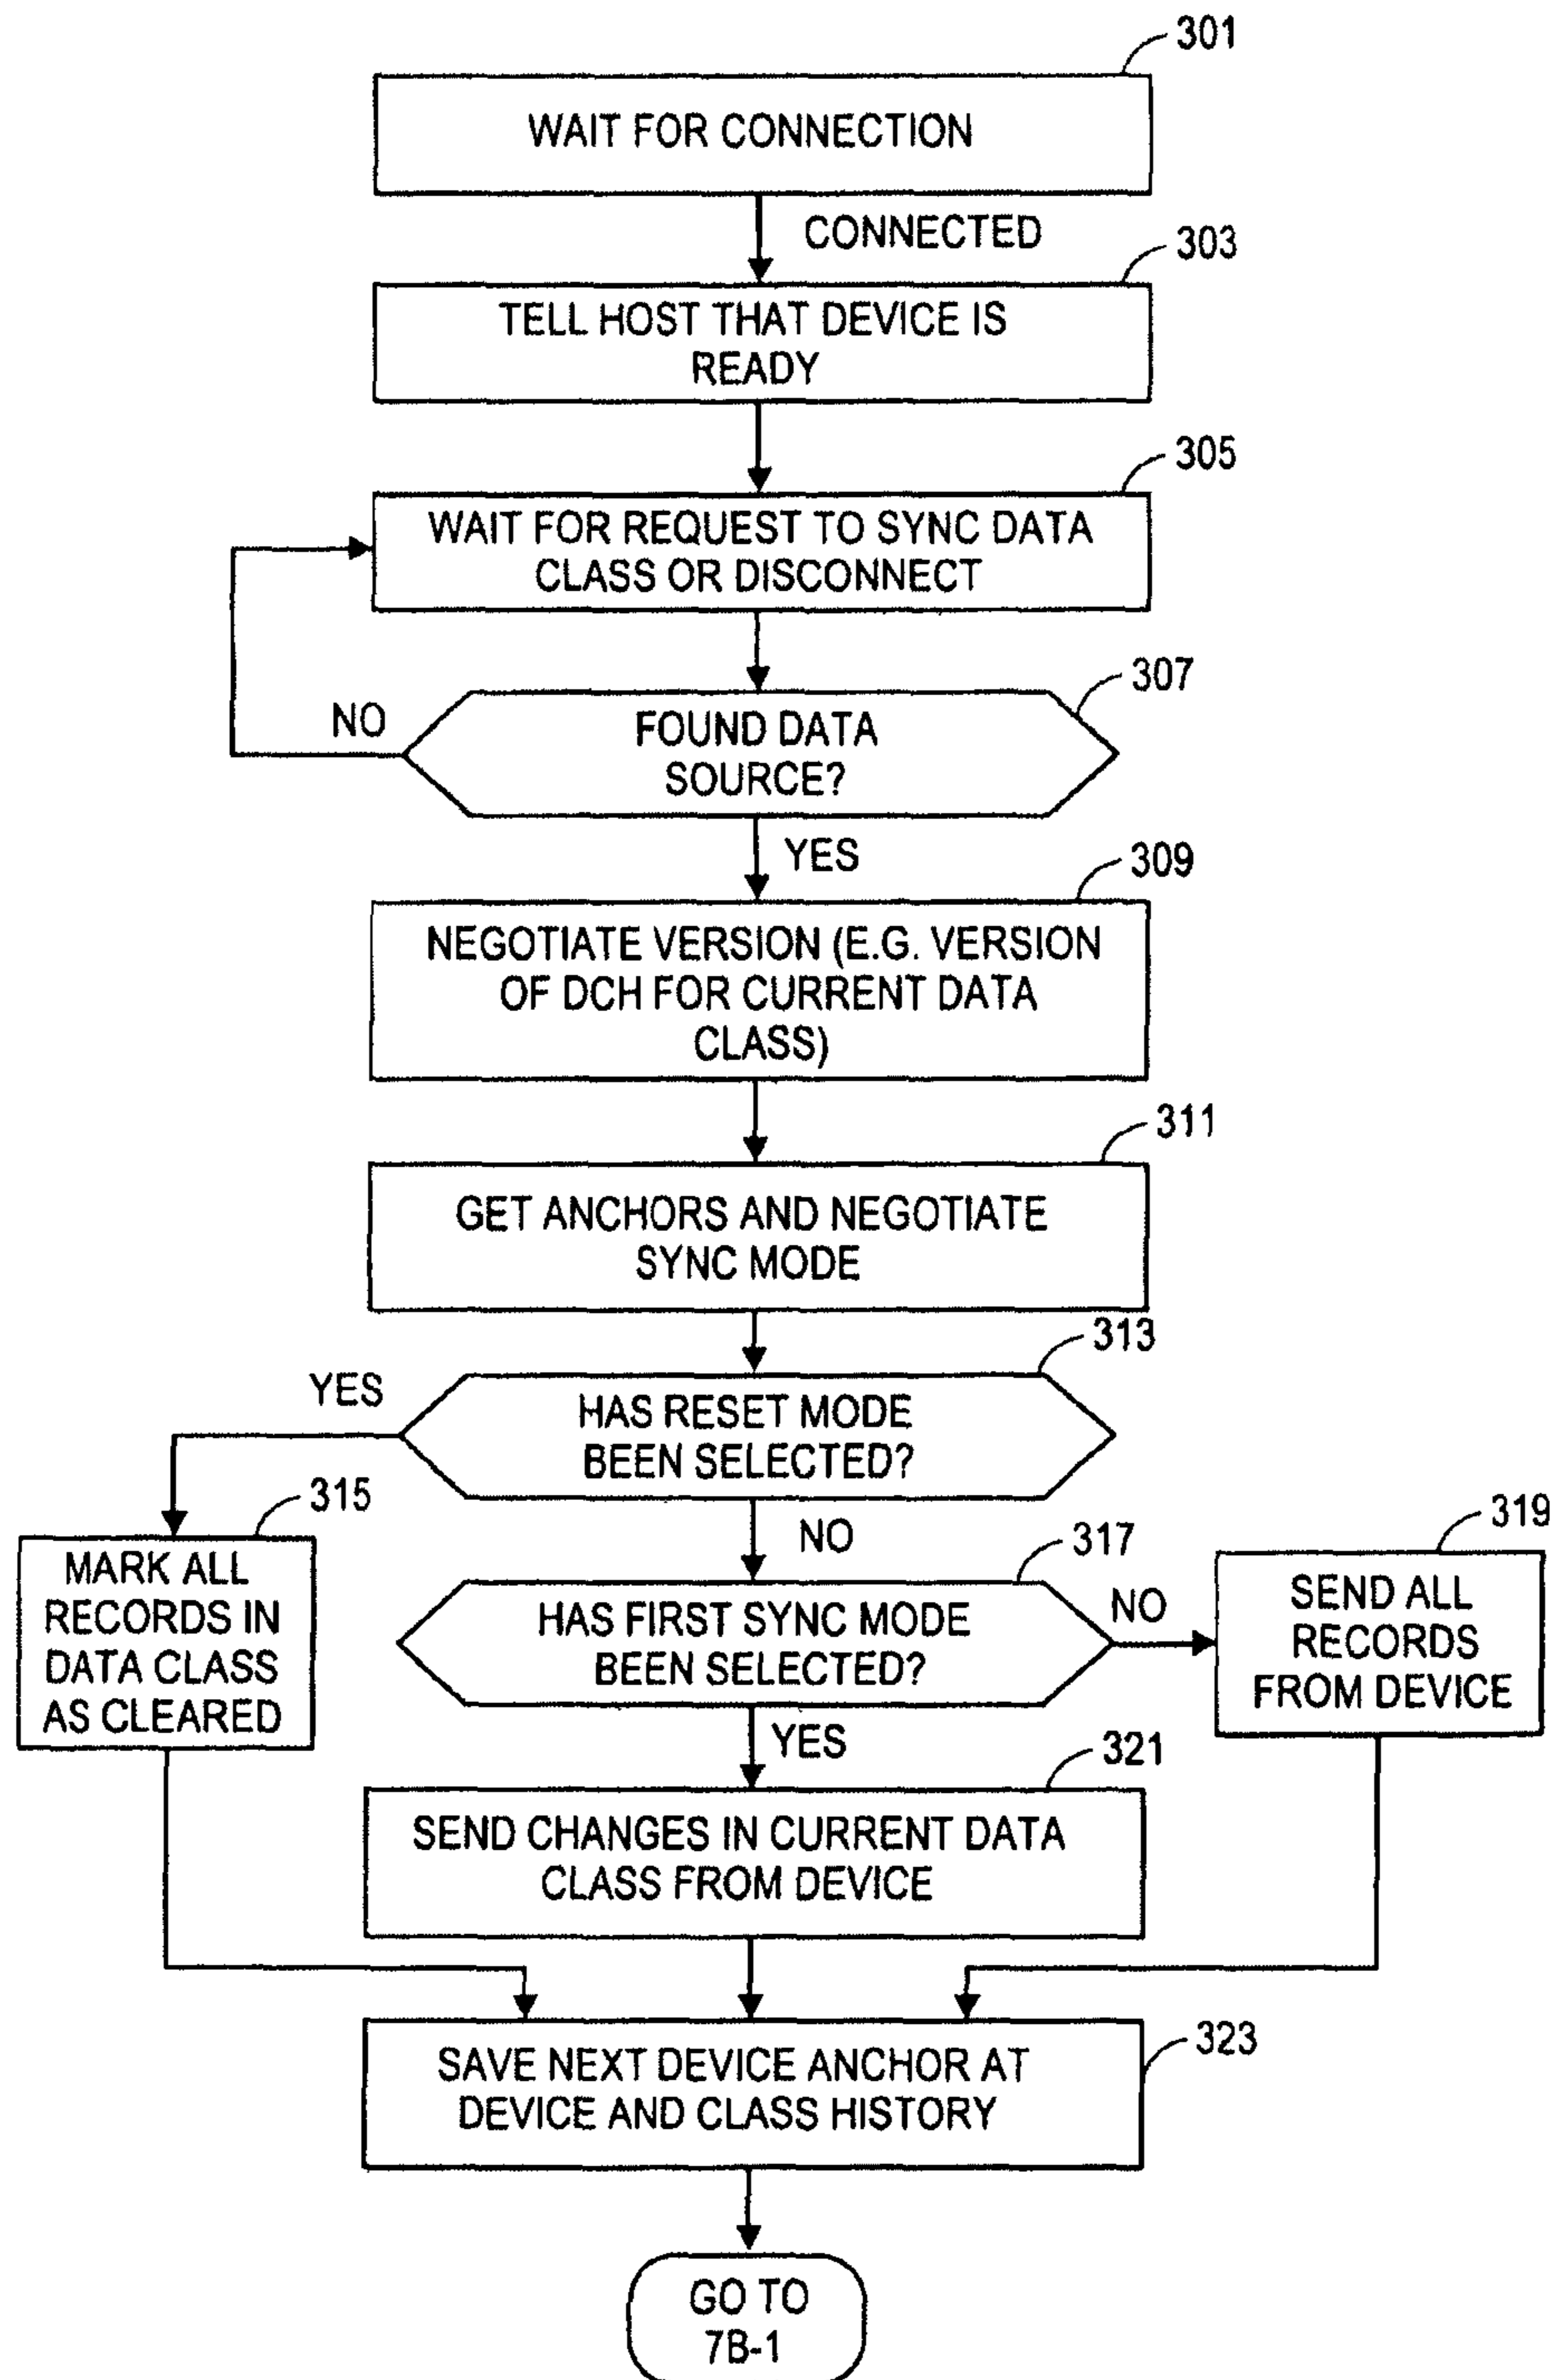 301
WAIT FOR CONNECTION
CONNECTED
303
TELL HOST THAT DEVICE IS
READY
305
WAIT FOR REQUEST TO SYNC DATA
CLASS OR DISCONNECT
307
NO
FOUND DATA
SOURCE?
YES
309
NEGOTIATE VERSION (E.G. VERSION
OF DCH FOR CURRENT DATA
CLASS)
311
GET ANCHORS AND NEGOTIATE
SYNC MODE
313
YES
HAS RESET MODE
BEEN SELECTED?
315
MARK ALL
RECORDS IN
DATA CLASS
AS CLEARED
NO
317
HAS FIRST SYNC MODE
BEEN SELECTED?
NO
319
SEND ALL
RECORDS
FROM DEVICE
YES
321
SEND CHANGES IN CURRENT DATA
CLASS FROM DEVICE
323
SAVE NEXT DEVICE ANCHOR AT
DEVICE AND CLASS HISTORY
GO TO
7B-1